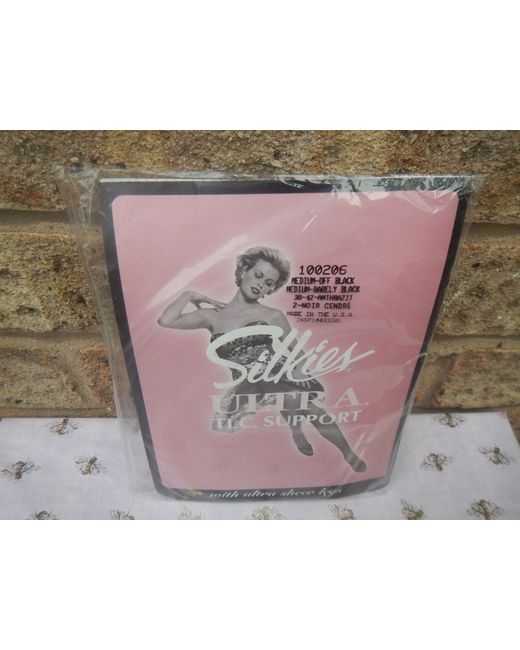 100206
MEDIUM-OFF BLACK
MEDIUM-BARELY BLACK
38-42-ANTHRAZIT
2-NOIR CENDRE
MADE IN THE U.S.A.
Silkies
ULTRA
TLC. SUPPORT
with ultra sheer legs